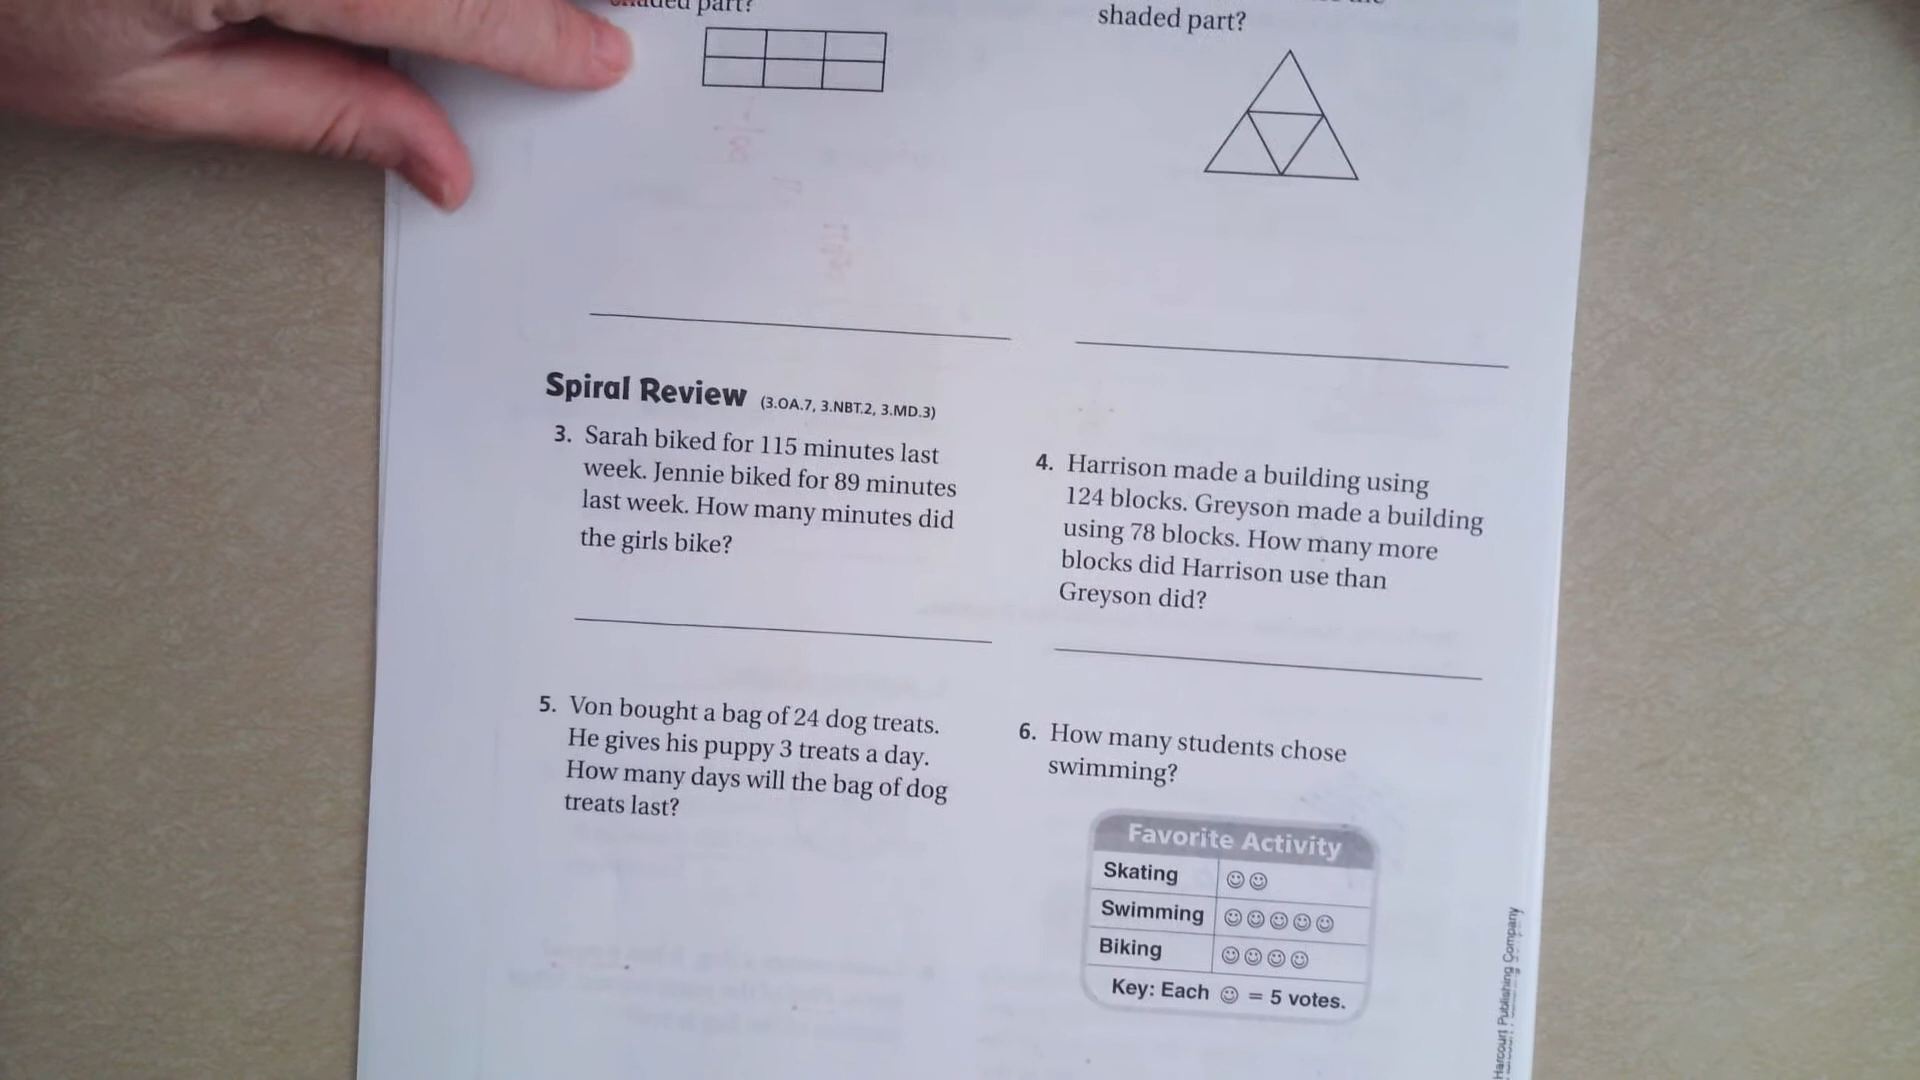 part?
shaded part?
Spiral Review (3.OA.7, 3.NBT.2, 3.MD.3)
3. Sarah biked for 115 minutes last
week. Jennie biked for 89 minutes
last week. How many minutes did
the girls bike?
4. Harrison made a building using
124 blocks. Greyson made a building
using 78 blocks. How many more
blocks did Harrison use than
Greyson did?
5. Von bought a bag of 24 dog treats.
He gives his puppy 3 treats a day.
How many days will the bag of dog
treats last?
6. How many students chose
swimming?
Favorite Activity
Skating ☺☺
Swimming ☺☺☺☺☺
Biking ☺☺☺☺
Key: Each ☺ = 5 votes.
Harcourt Publishing Company